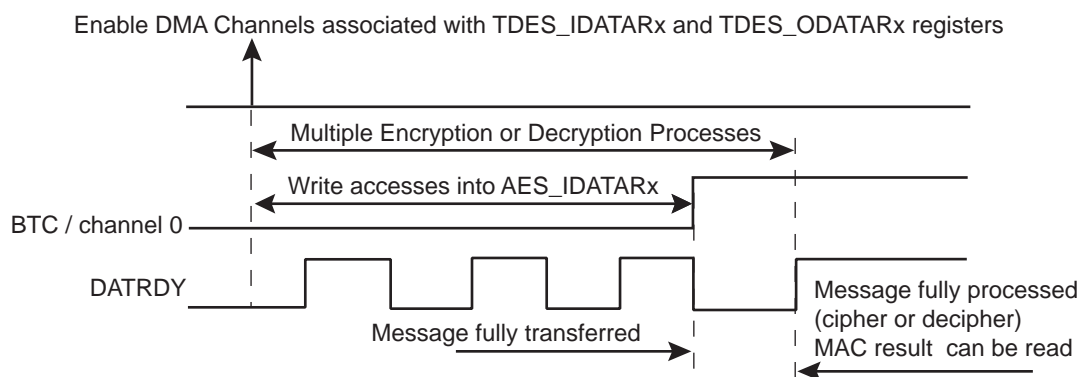 Enable DMA Channels associated with TDES_IDATARx and TDES_ODATARx registers
Multiple Encryption or Decryption Processes
Write accesses into AES_IDATARx
BTC / channel 0
DATRDY
Message fully transferred
Message fully processed
(cipher or decipher)
MAC result can be read